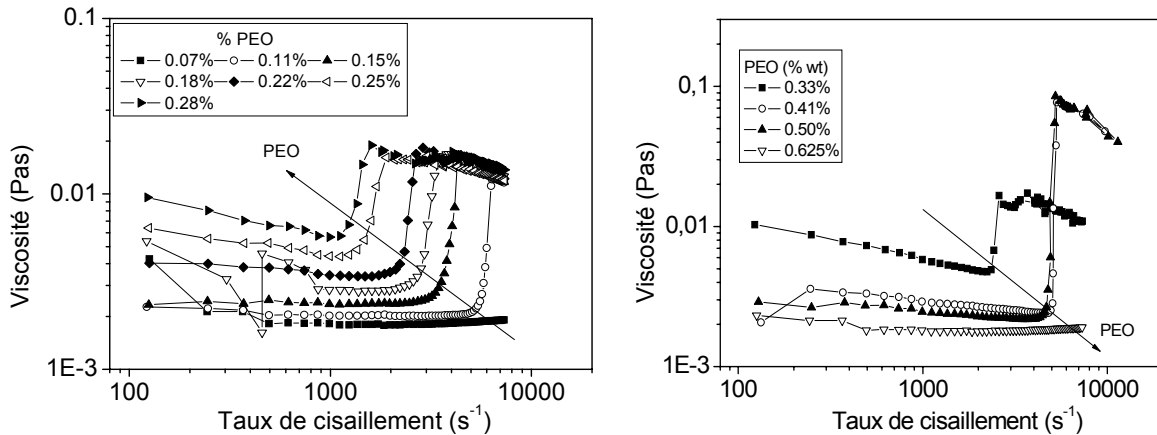 0.1
0.01
1E-3
Viscosité (Pas)
% PEO
0.07% 0.11% 0.15%
0.18% 0.22% 0.25%
0.28%
PEO
100 1000 10000
Taux de cisaillement (s⁻¹)
0,1
0,01
1E-3
Viscosité (Pas)
PEO (% wt)
0.33%
0.41%
0.50%
0.625%
PEO
100 1000 10000
Taux de cisaillement (s⁻¹)